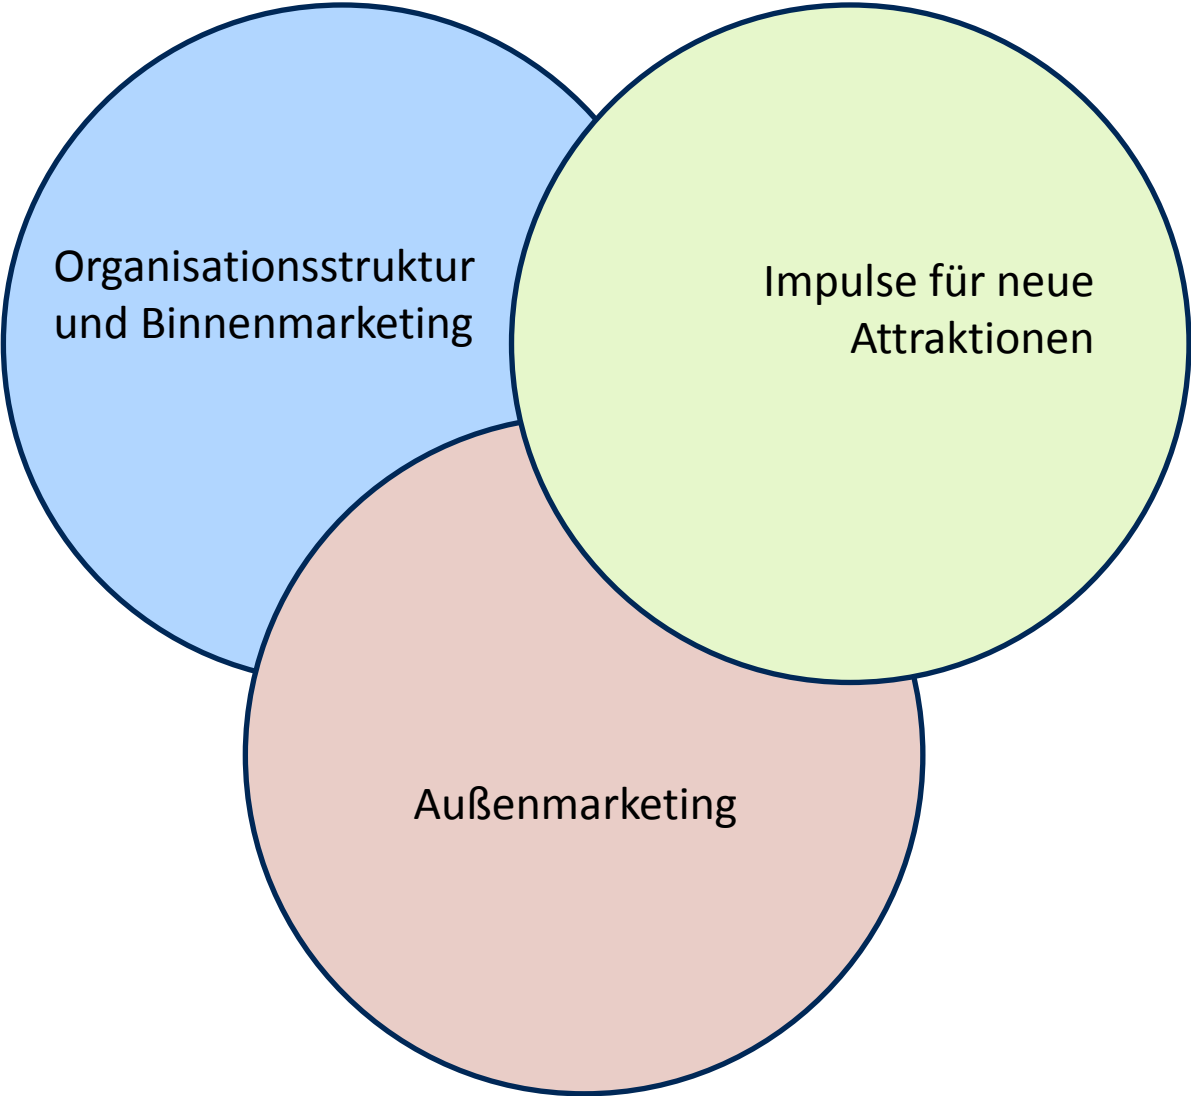 Organisationsstruktur
und Binnenmarketing
Impulse für neue
Attraktionen
Außenmarketing